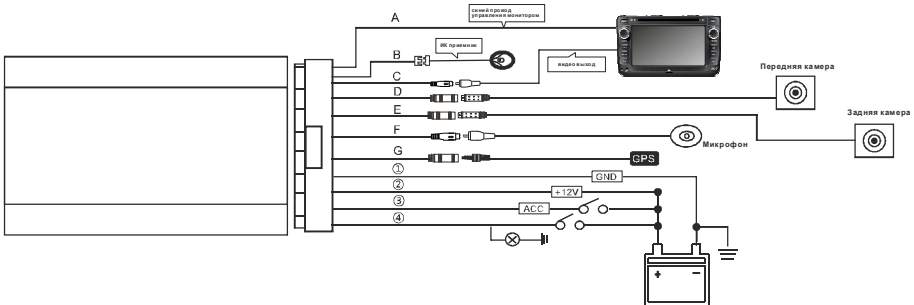 A
синий провод
управления монитором
B
ИК приемник
C
видео выход
D
Передняя камера
E
Задняя камера
F
Микрофон
G
GPS
①
GND
②
+12V
③
ACC
④
+ −